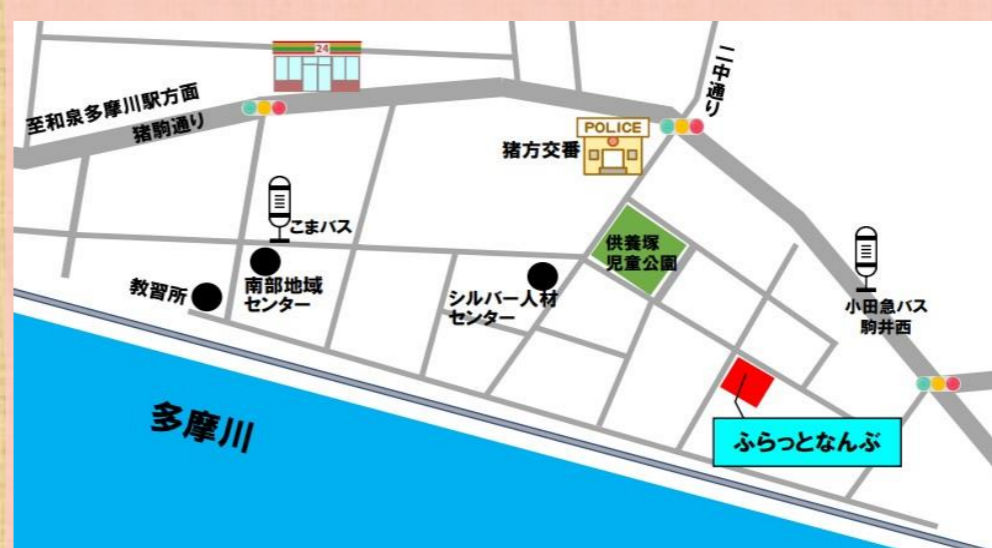 24
二中通り
至和泉多摩川駅方面
猪駒通り
POLICE
猪方交番
こまバス
供養塚
児童公園
教習所
南部地域
センター
シルバー人材
センター
小田急バス
駒井西
多摩川
ふらっとなんぶ